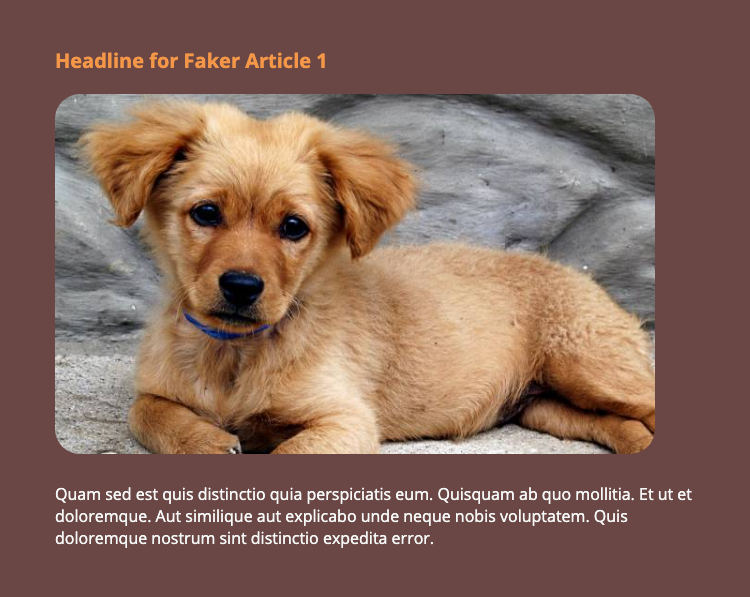 Headline for Faker Article 1
Quam sed est quis distinctio quia perspiciatis eum. Quisquam ab quo mollitia. Et ut et
doloremque. Aut similique aut explicabo unde neque nobis voluptatem. Quis
doloremque nostrum sint distinctio expedita error.